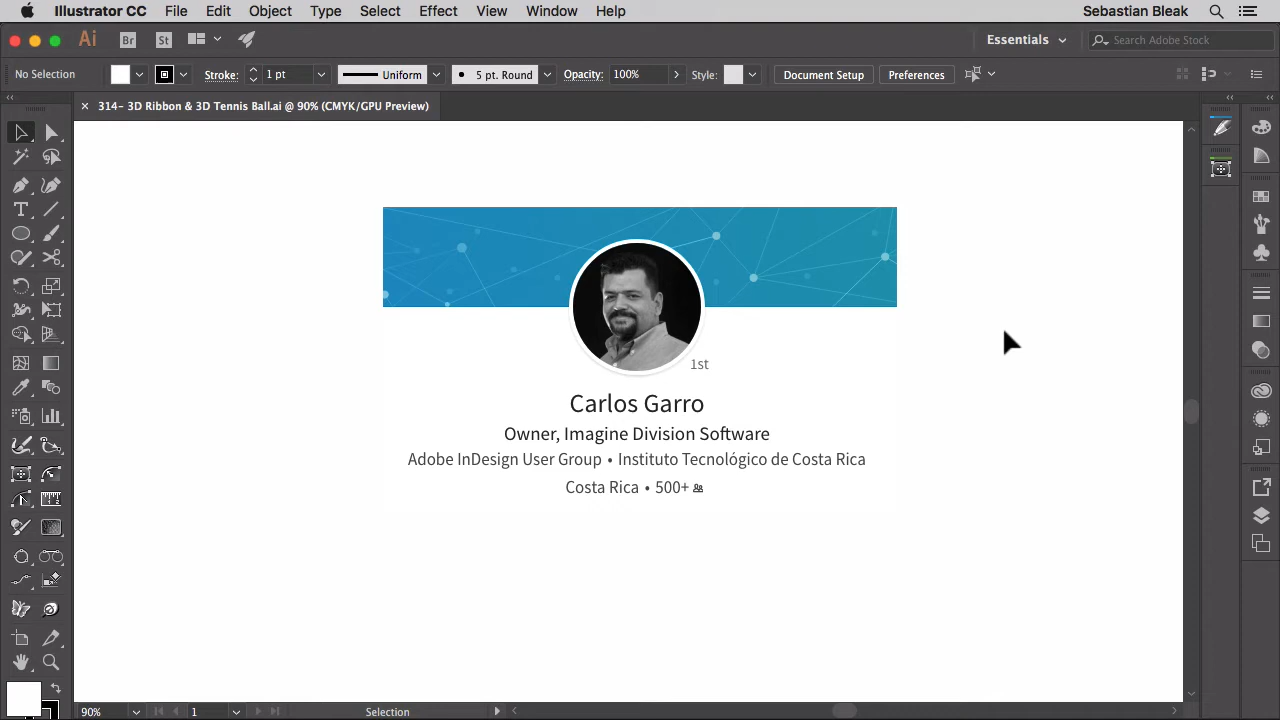 Illustrator CC File Edit Object Type Select Effect View Window Help Sebastian Bleak
Ai Br St Essentials Search Adobe Stock
No Selection Stroke: 1 pt Uniform 5 pt. Round Opacity: 100% Style: Document Setup Preferences
× 314- 3D Ribbon & 3D Tennis Ball.ai @ 90% (CMYK/GPU Preview)
1st
Carlos Garro
Owner, Imagine Division Software
Adobe InDesign User Group • Instituto Tecnológico de Costa Rica
Costa Rica • 500+
90% 1 Selection